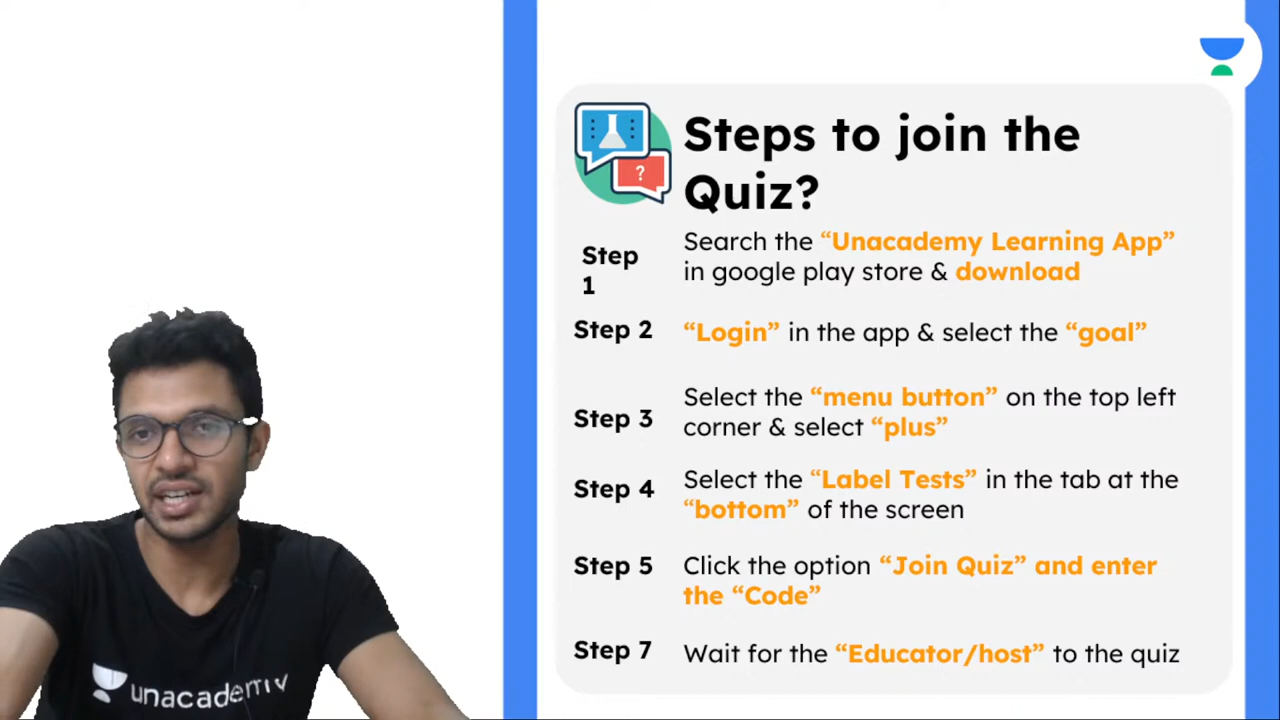 Steps to join the
Quiz?
?
Step
1
Search the “Unacademy Learning App”
in google play store & download
Step 2
“Login” in the app & select the “goal”
Step 3
Select the “menu button” on the top left
corner & select “plus”
Step 4
Select the “Label Tests” in the tab at the
“bottom” of the screen
Step 5
Click the option “Join Quiz” and enter
the “Code”
Step 7
Wait for the “Educator/host” to the quiz
unacademy